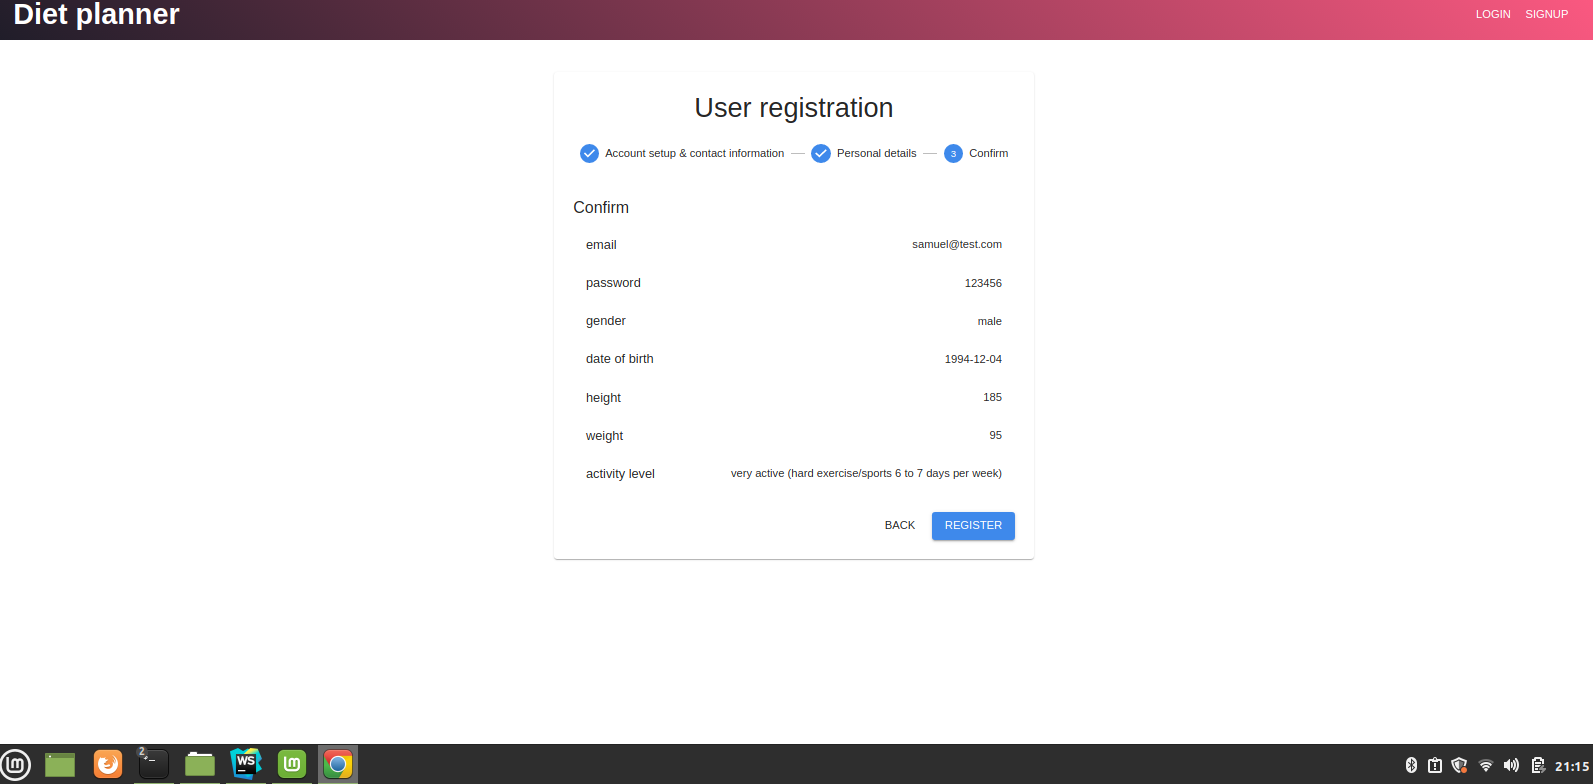 Diet planner
LOGIN SIGNUP
User registration
Account setup & contact information Personal details 3 Confirm
Confirm
email samuel@test.com
password 123456
gender male
date of birth 1994-12-04
height 185
weight 95
activity level very active (hard exercise/sports 6 to 7 days per week)
BACK REGISTER
2 WS 21:15